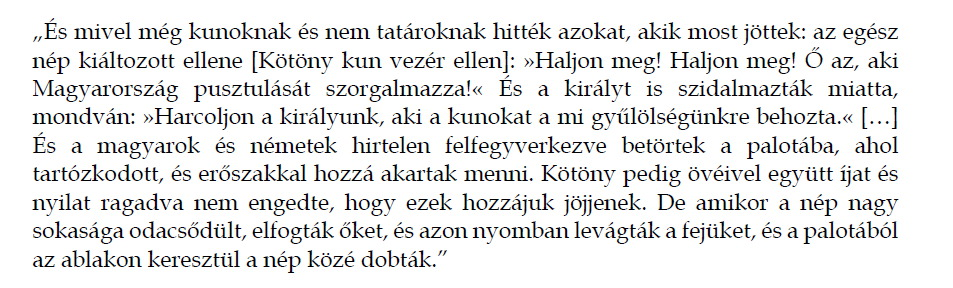 „És mivel még kunoknak és nem tatároknak hitték azokat, akik most jöttek: az egész
nép kiáltozott ellene [Kötöny kun vezér ellen]: »Haljon meg! Haljon meg! Ő az, aki
Magyarország pusztulását szorgalmazza!« És a királyt is szidalmazták miatta,
mondván: »Harcoljon a királyunk, aki a kunokat a mi gyűlölségünkre behozta.« […]
És a magyarok és németek hirtelen felfegyverkezve betörtek a palotába, ahol
tartózkodott, és erőszakkal hozzá akartak menni. Kötöny pedig övéivel együtt íjat és
nyilat ragadva nem engedte, hogy ezek hozzájuk jöjjenek. De amikor a nép nagy
sokasága odacsődült, elfogták őket, és azon nyomban levágták a fejüket, és a palotából
az ablakon keresztül a nép közé dobták.”